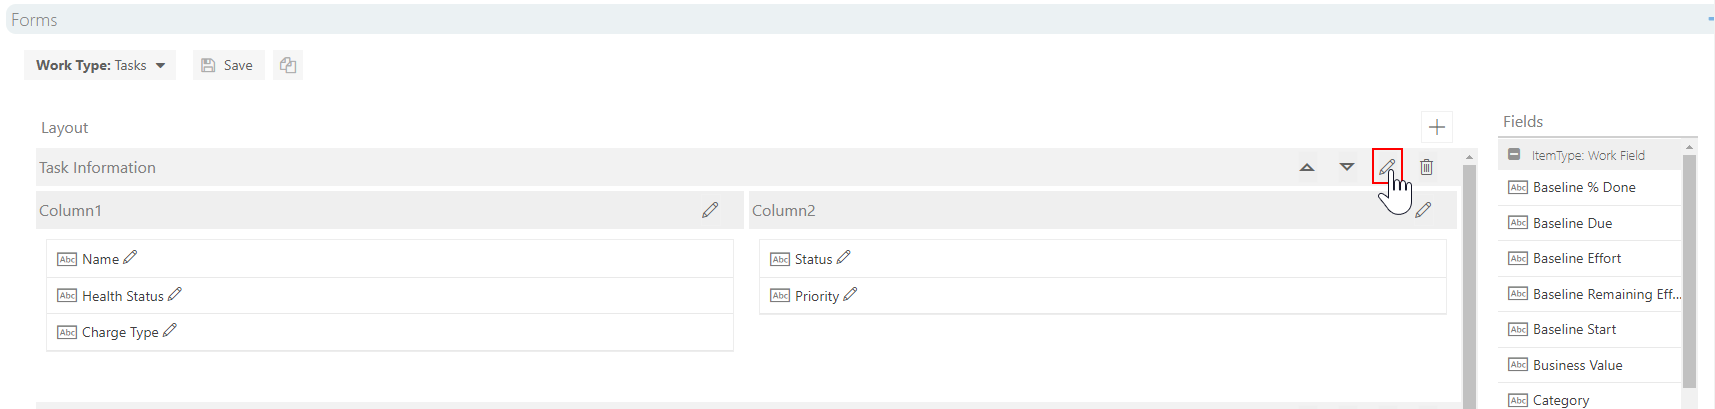 Forms
Work Type: Tasks
Save
Layout
Fields
Task Information
ItemType: Work Field
Column1
Column2
Abc Name
Abc Health Status
Abc Charge Type
Abc Status
Abc Priority
Abc Baseline % Done
Abc Baseline Due
Abc Baseline Effort
Abc Baseline Remaining Eff...
Abc Baseline Start
Abc Business Value
Abc Category